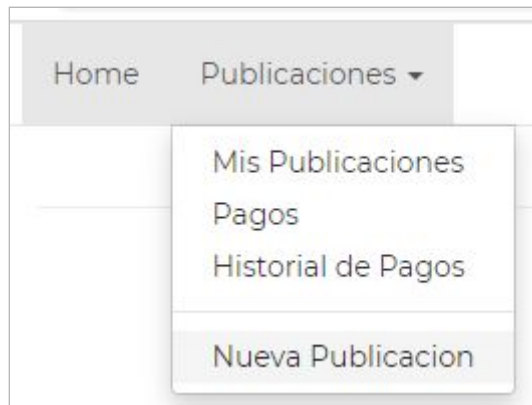 Home Publicaciones
Mis Publicaciones
Pagos
Historial de Pagos
Nueva Publicacion